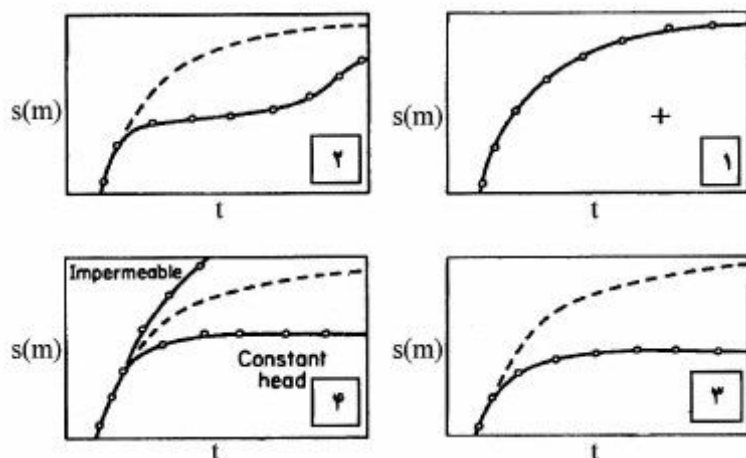 s(m)
۲
t
s(m)
+
۱
t
Impermeable
s(m)
Constant
head
۴
t
s(m)
۳
t